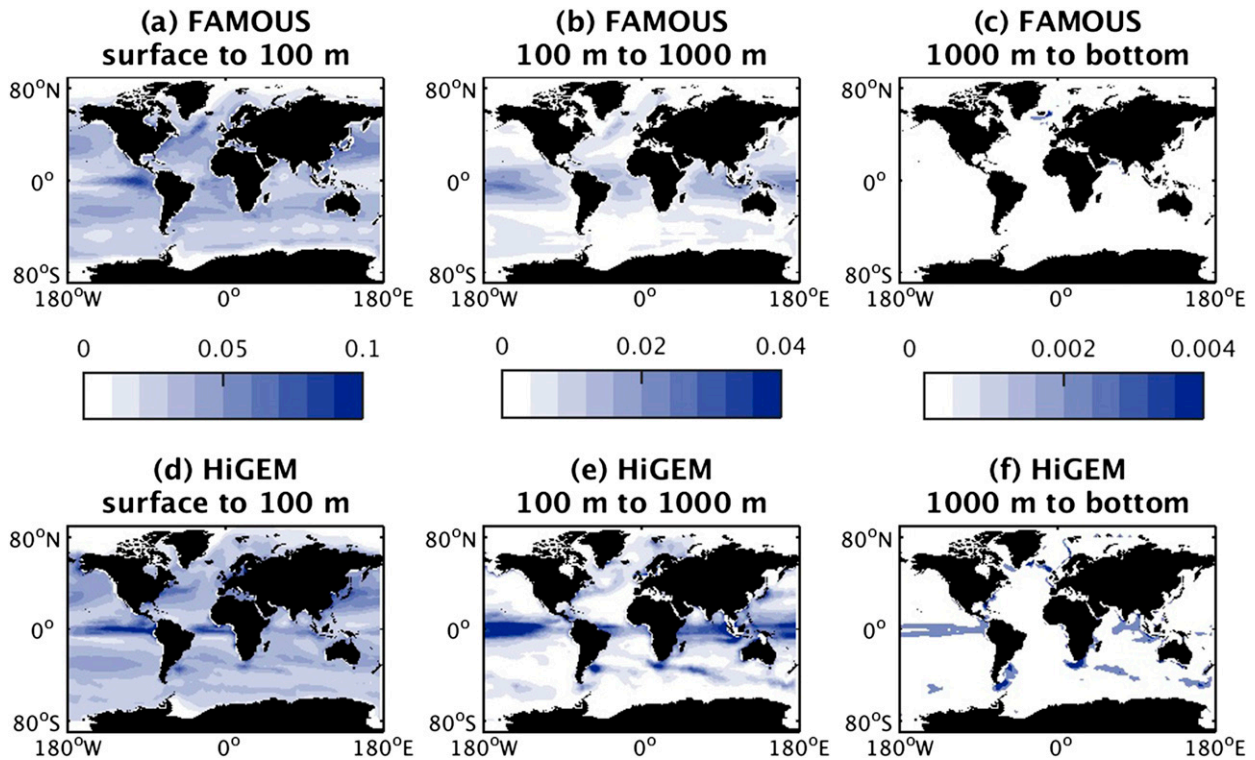 (a) FAMOUS
surface to 100 m
(b) FAMOUS
100 m to 1000 m
(c) FAMOUS
1000 m to bottom
80°N
0°
80°S
180°W 0° 180°E
80°N
0°
80°S
180°W 0° 180°E
80°N
0°
80°S
180°W 0° 180°E
0 0.05 0.1
0 0.02 0.04
0 0.002 0.004
(d) HiGEM
surface to 100 m
(e) HiGEM
100 m to 1000 m
(f) HiGEM
1000 m to bottom
80°N
0°
80°S
180°W 0° 180°E
80°N
0°
80°S
180°W 0° 180°E
80°N
0°
80°S
180°W 0° 180°E